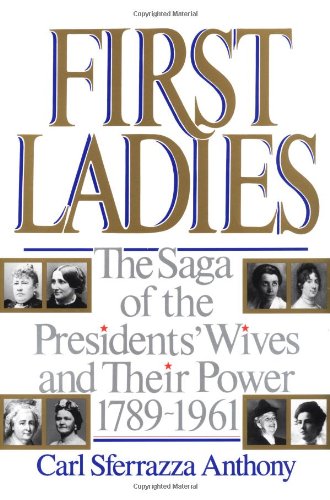 FIRST
LADIES
The Saga
of the
Presidents' Wives
and Their Power
1789-1961
Carl Sferrazza Anthony